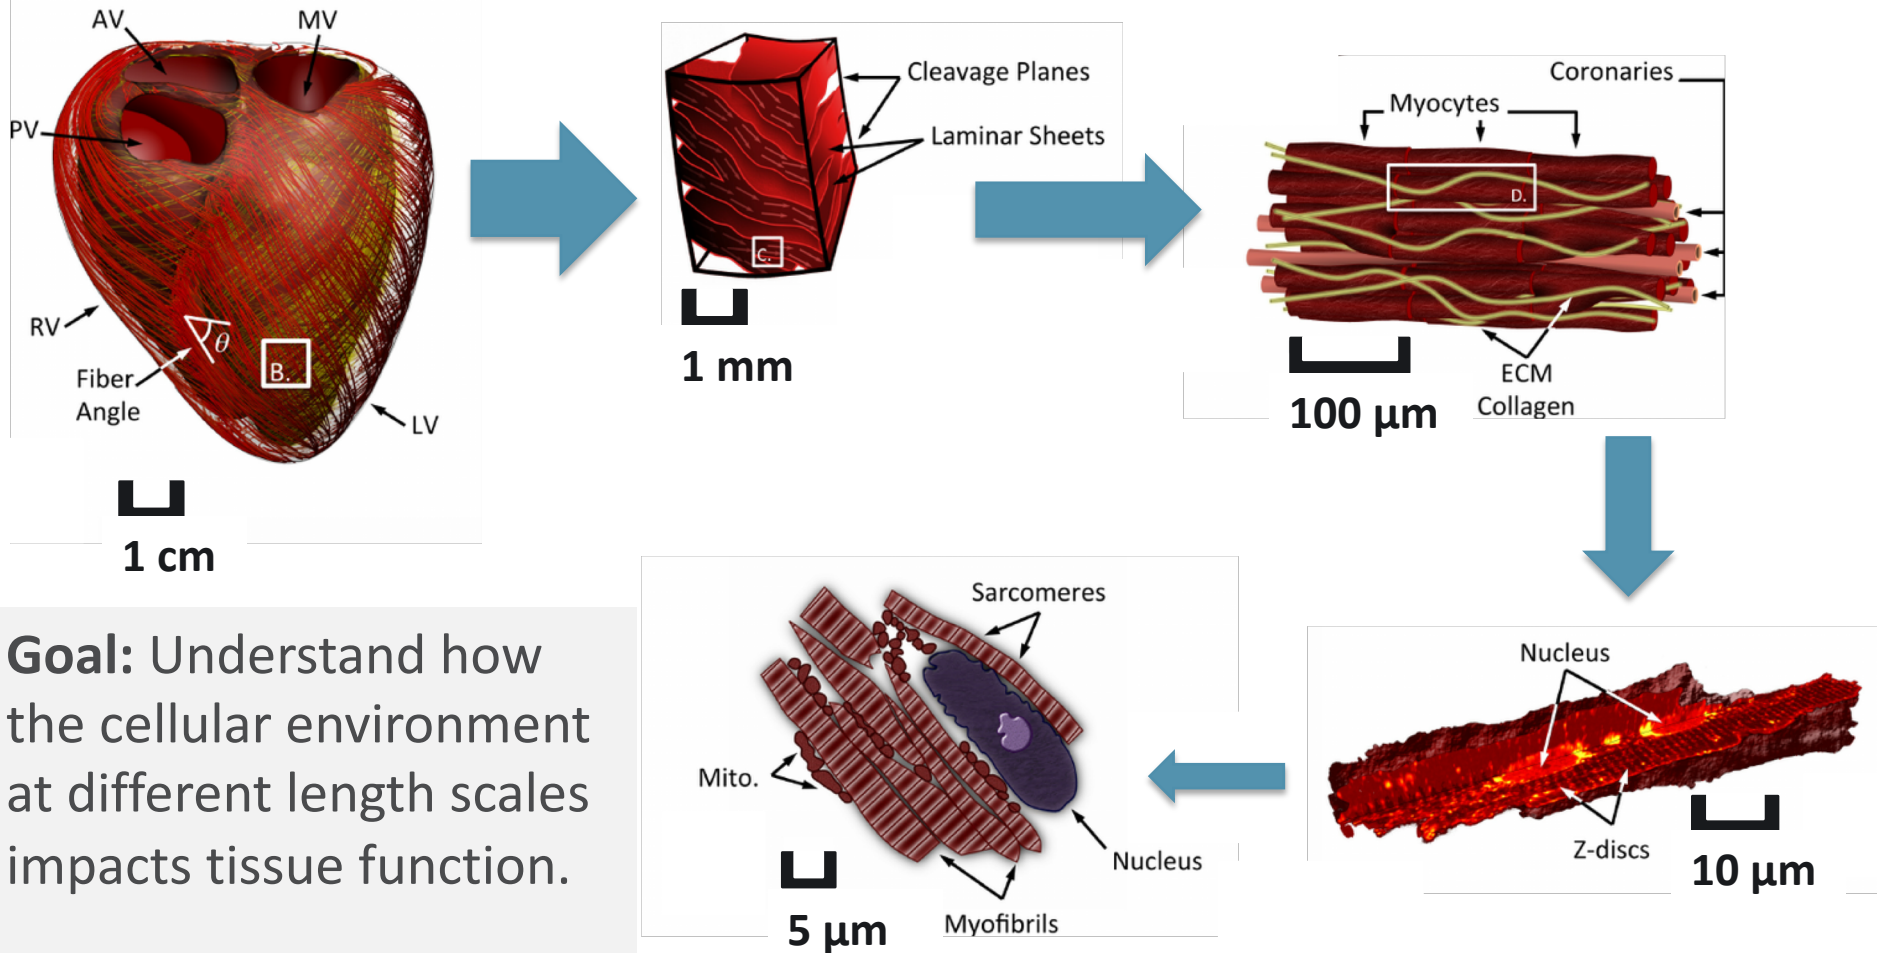 AV
MV
PV
RV
Fiber
Angle
θ
B.
LV
1 cm
Cleavage Planes
Laminar Sheets
C.
1 mm
Coronaries
Myocytes
D.
ECM
Collagen
100 µm
Nucleus
Z-discs
10 µm
Sarcomeres
Mito.
Nucleus
Myofibrils
5 µm
Goal: Understand how
the cellular environment
at different length scales
impacts tissue function.